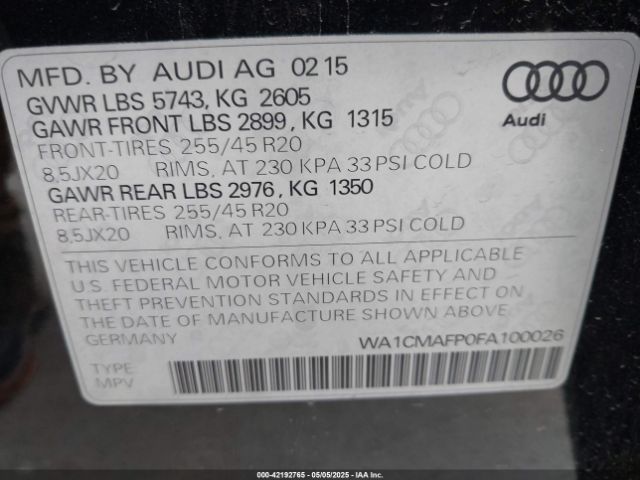 MFD. BY AUDI AG 02 15
GVWR LBS 5743, KG 2605
GAWR FRONT LBS 2899, KG 1315
FRONT-TIRES 255/45 R20
8,5JX20 RIMS, AT 230 KPA 33 PSI COLD
GAWR REAR LBS 2976, KG 1350
REAR-TIRES 255/45 R20
8,5JX20 RIMS, AT 230 KPA 33 PSI COLD
Audi
THIS VEHICLE CONFORMS TO ALL APPLICABLE
U.S. FEDERAL MOTOR VEHICLE SAFETY AND
THEFT PREVENTION STANDARDS IN EFFECT ON
THE DATE OF MANUFACTURE SHOWN ABOVE
GERMANY
WA1CMAFP0FA100026
TYPE
MPV
000-42192765 - 05/05/2025 - IAA Inc.